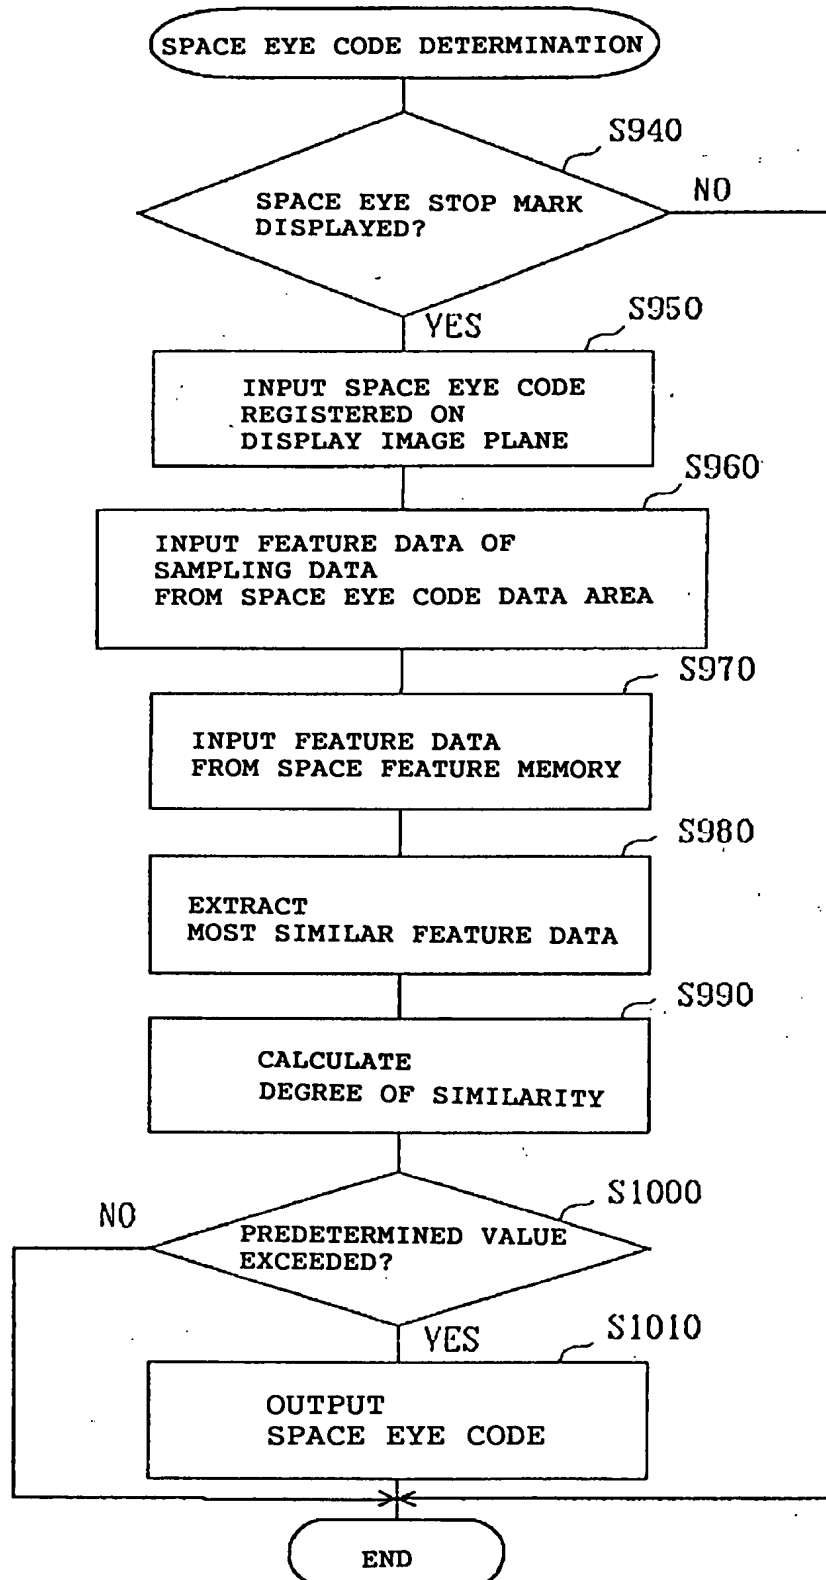 SPACE EYE CODE DETERMINATION
S940
SPACE EYE STOP MARK
DISPLAYED?
NO
YES
S950
INPUT SPACE EYE CODE
REGISTERED ON
DISPLAY IMAGE PLANE
S960
INPUT FEATURE DATA OF
SAMPLING DATA
FROM SPACE EYE CODE DATA AREA
S970
INPUT FEATURE DATA
FROM SPACE FEATURE MEMORY
S980
EXTRACT
MOST SIMILAR FEATURE DATA
S990
CALCULATE
DEGREE OF SIMILARITY
S1000
NO
PREDETERMINED VALUE
EXCEEDED?
YES
S1010
OUTPUT
SPACE EYE CODE
END